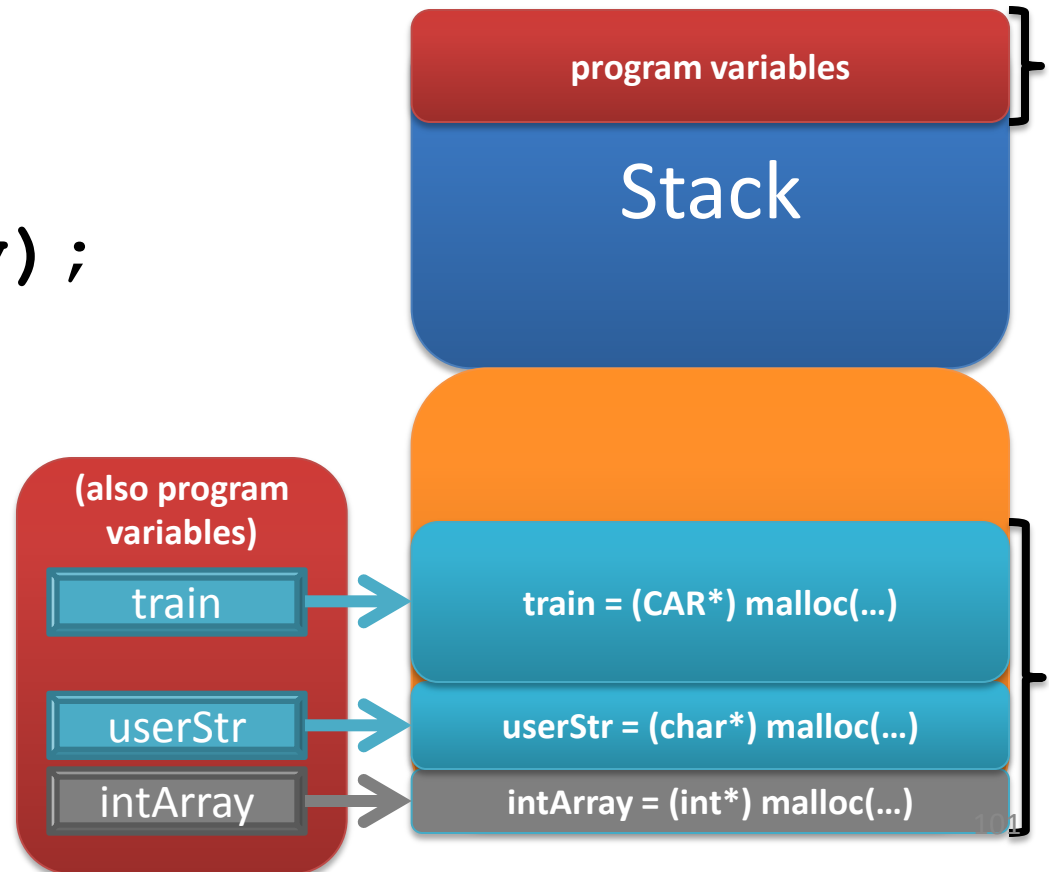 program variables
Stack
);
(also program
variables)
train
train = (CAR*) malloc(…)
userStr
userStr = (char*) malloc(…)
intArray
intArray = (int*) malloc(…)
101